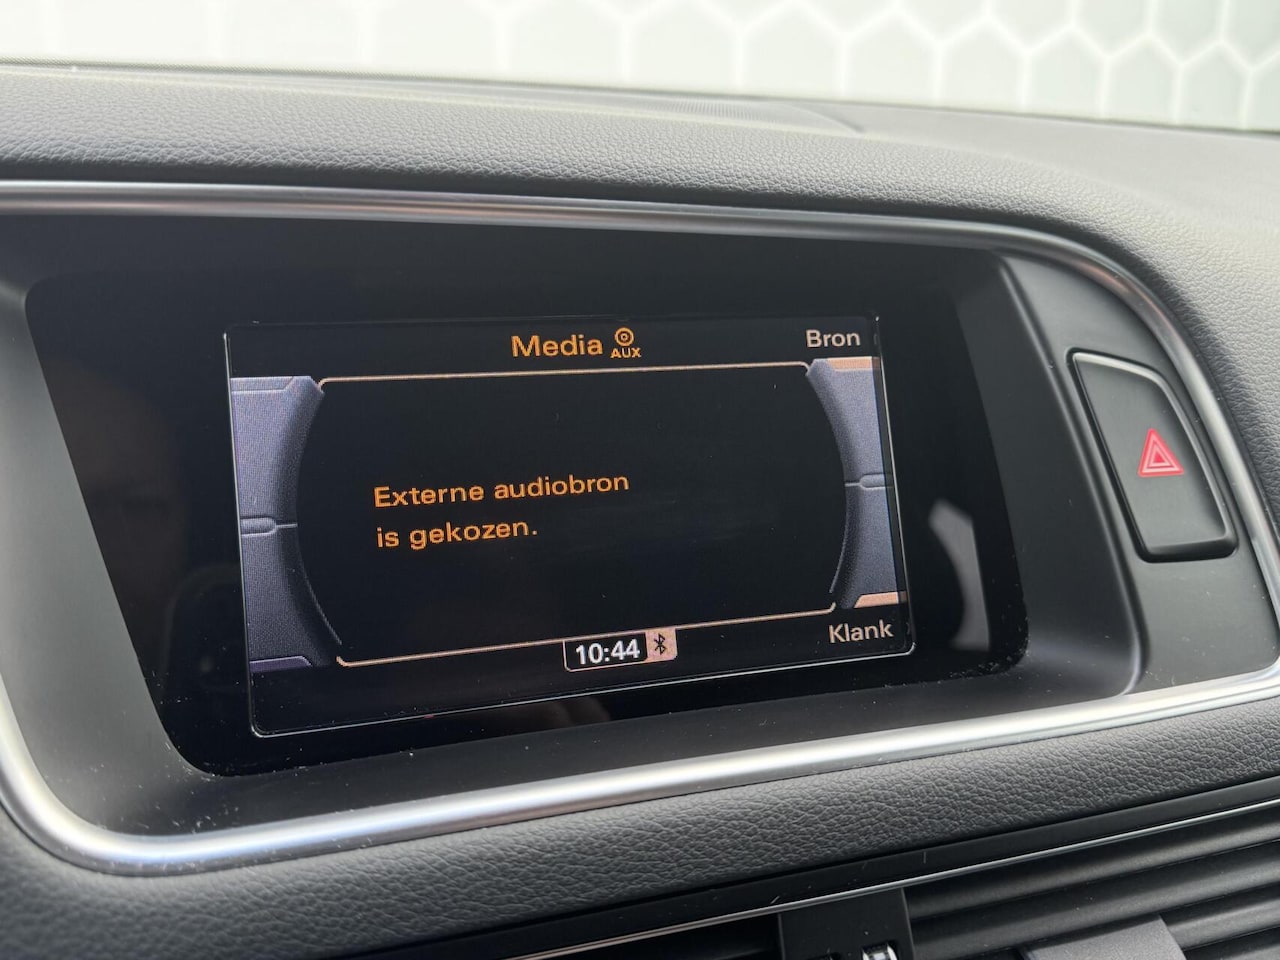 Media AUX
Bron
Externe audiobron
is gekozen.
Klank
10:44